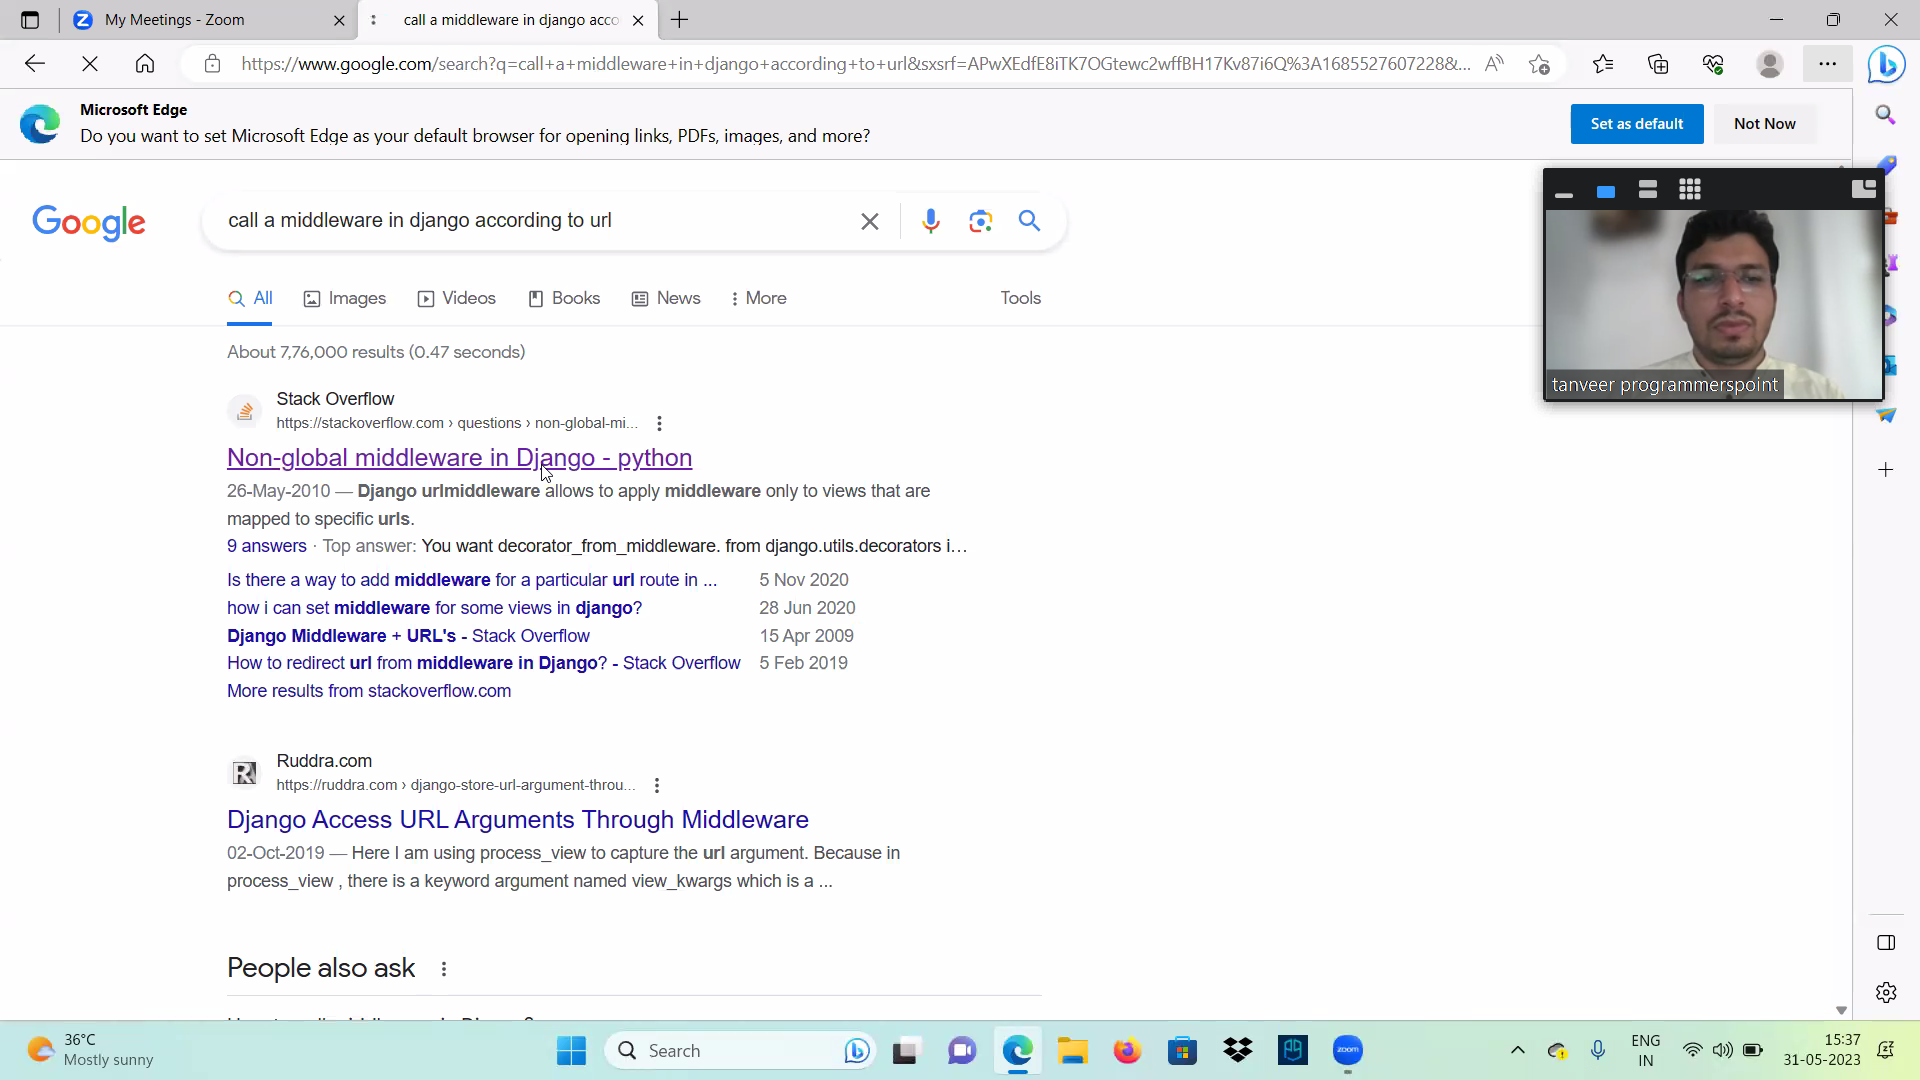 My Meetings - Zoom
call a middleware in django acco
https://www.google.com/search?q=call+a+middleware+in+django+according+to+url&sxsrf=APwXEdfE8iTK7OGtewc2wffBH17Kv87i6Q%3A1685527607228&...
Microsoft Edge
Do you want to set Microsoft Edge as your default browser for opening links, PDFs, images, and more?
Set as default
Not Now
Google
call a middleware in django according to url
All
Images
Videos
Books
News
More
Tools
About 7,76,000 results (0.47 seconds)
tanveer programmerspoint
Stack Overflow
https://stackoverflow.com › questions › non-global-mi...
Non-global middleware in Django - python
26-May-2010 — Django urlmiddleware allows to apply middleware only to views that are
mapped to specific urls.
9 answers · Top answer: You want decorator_from_middleware. from django.utils.decorators i...
Is there a way to add middleware for a particular url route in ... 5 Nov 2020
how i can set middleware for some views in django? 28 Jun 2020
Django Middleware + URL's - Stack Overflow 15 Apr 2009
How to redirect url from middleware in Django? - Stack Overflow 5 Feb 2019
More results from stackoverflow.com
Ruddra.com
https://ruddra.com › django-store-url-argument-throu...
Django Access URL Arguments Through Middleware
02-Oct-2019 — Here I am using process_view to capture the url argument. Because in
process_view , there is a keyword argument named view_kwargs which is a ...
People also ask
36°C
Mostly sunny
Search
zoom
ENG
IN
15:37
31-05-2023